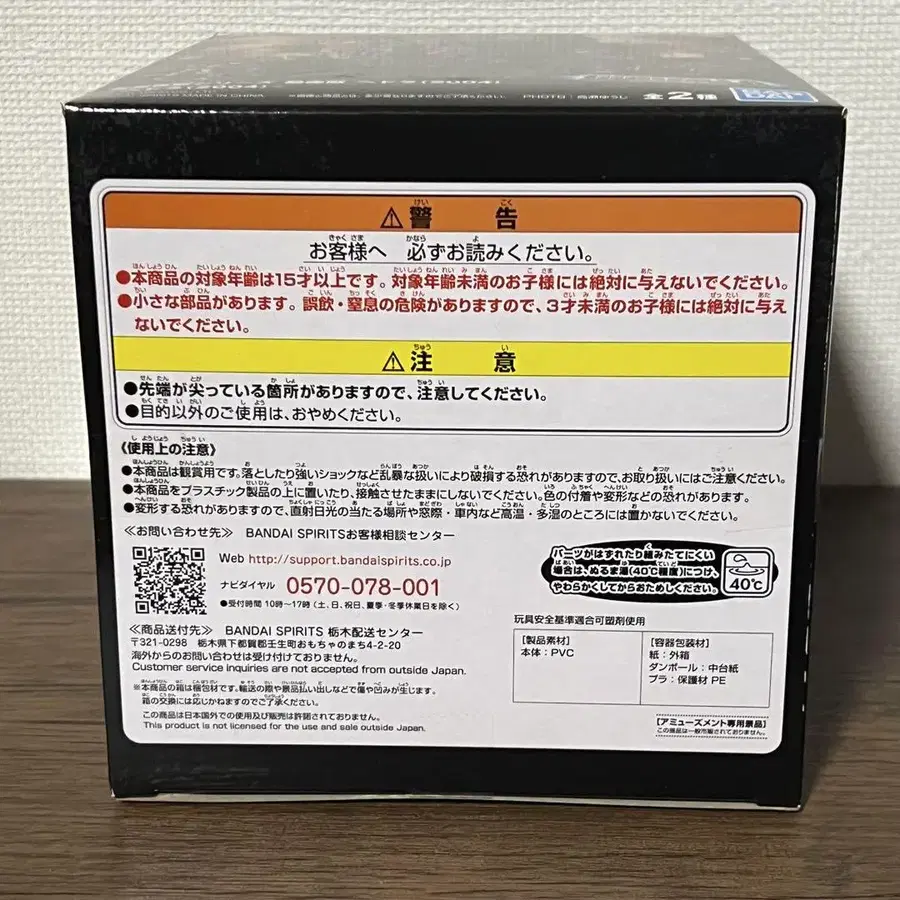 (2004)
MADE IN CHINA
PHOTO:高瀬ゆうじ 全2種
⚠警告
お客様へ 必ずお読みください。
●本商品の対象年齢は15才以上です。対象年齢未満のお子様には絶対に与えないでください。
●小さな部品があります。誤飲・窒息の危険がありますので、3才未満のお子様には絶対に与え
ないでください。
⚠注意
●先端が尖っている箇所がありますので、注意してください。
●目的以外のご使用は、おやめください。
《使用上の注意》
●本商品は観賞用です。落としたり強いショックなど乱暴な扱いにより破損する恐れがありますので、お取り扱いにはご注意ください。
●本商品をプラスチック製品の上に置いたり、接触させたままにしないでください。色の付着や変形などの恐れがあります。
●変形する恐れがありますので、直射日光の当たる場所や窓際・車内など高温・多湿のところには置かないでください。
≪お問い合わせ先≫ BANDAI SPIRITSお客様相談センター
Web http://support.bandaispirits.co.jp
ナビダイヤル 0570-078-001
●受付時間 10時～17時(土、日、祝日、夏季・冬季休業日を除く)
≪商品送付先≫ BANDAI SPIRITS 栃木配送センター
〒321-0298 栃木県下都賀郡壬生町おもちゃのまち4-2-20
海外からのお問い合わせは受け付けておりません。
Customer service inquiries are not accepted from outside Japan.
※本商品の箱は梱包材です。輸送の際や景品払い出しなどで傷や凹みが生じます。
箱の交換には応じかねますのでご了承ください。
この商品は日本国外での使用及び販売は許諾されておりません。
This product is not licensed for the use and sale outside Japan.
パーツがはずれたり組みたてにくい
場合は、ぬるま湯(40℃程度)につけ、
やわらかくしてからおためしください。
40℃
玩具安全基準適合可塑剤使用
[製品素材]
本体:PVC
[容器包装材]
紙:外箱
ダンボール:中台紙
プラ:保護材 PE
[アミューズメント専用景品]
この景品は一般市販されておりません。